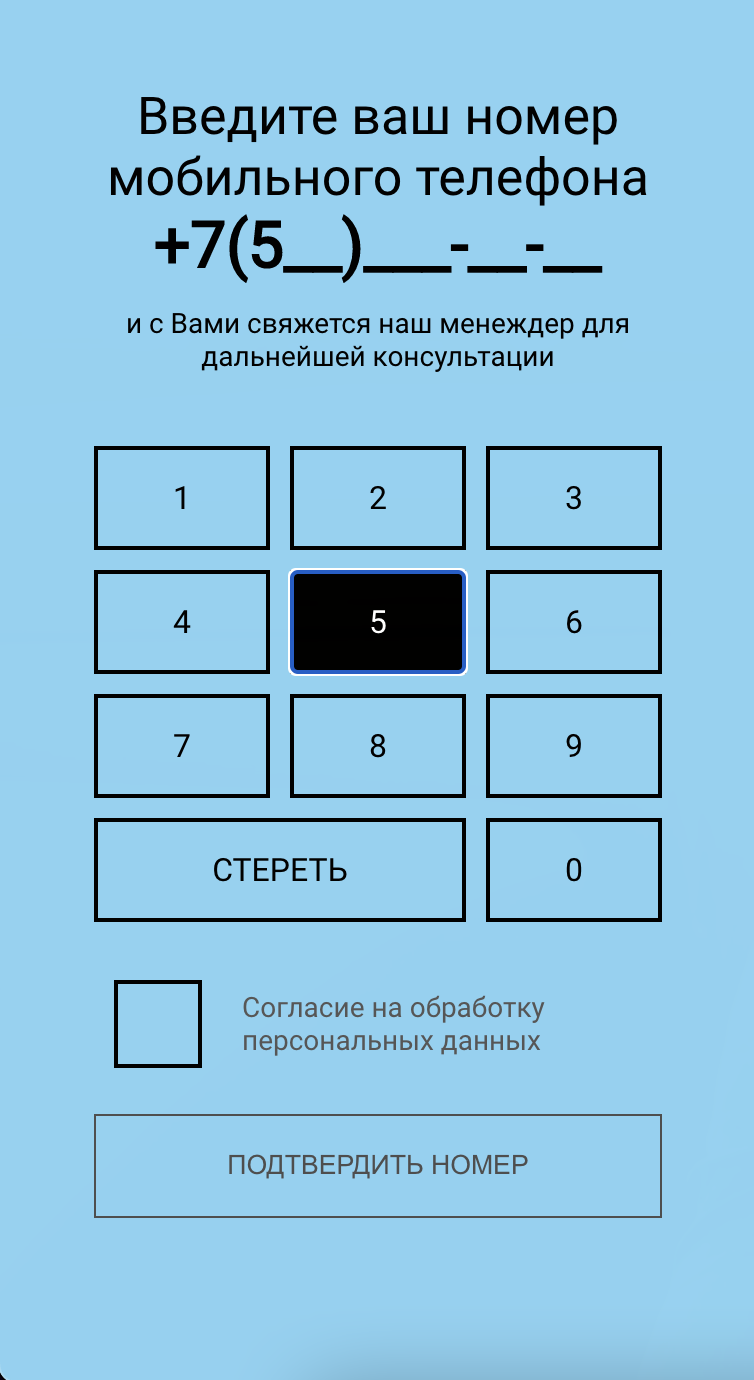 Введите ваш номер
мобильного телефона
+7(5__)___-__-__
и с Вами свяжется наш менеждер для
дальнейшей консультации
1
2
3
4
5
6
7
8
9
СТЕРЕТЬ
0
Согласие на обработку
персональных данных
ПОДТВЕРДИТЬ НОМЕР